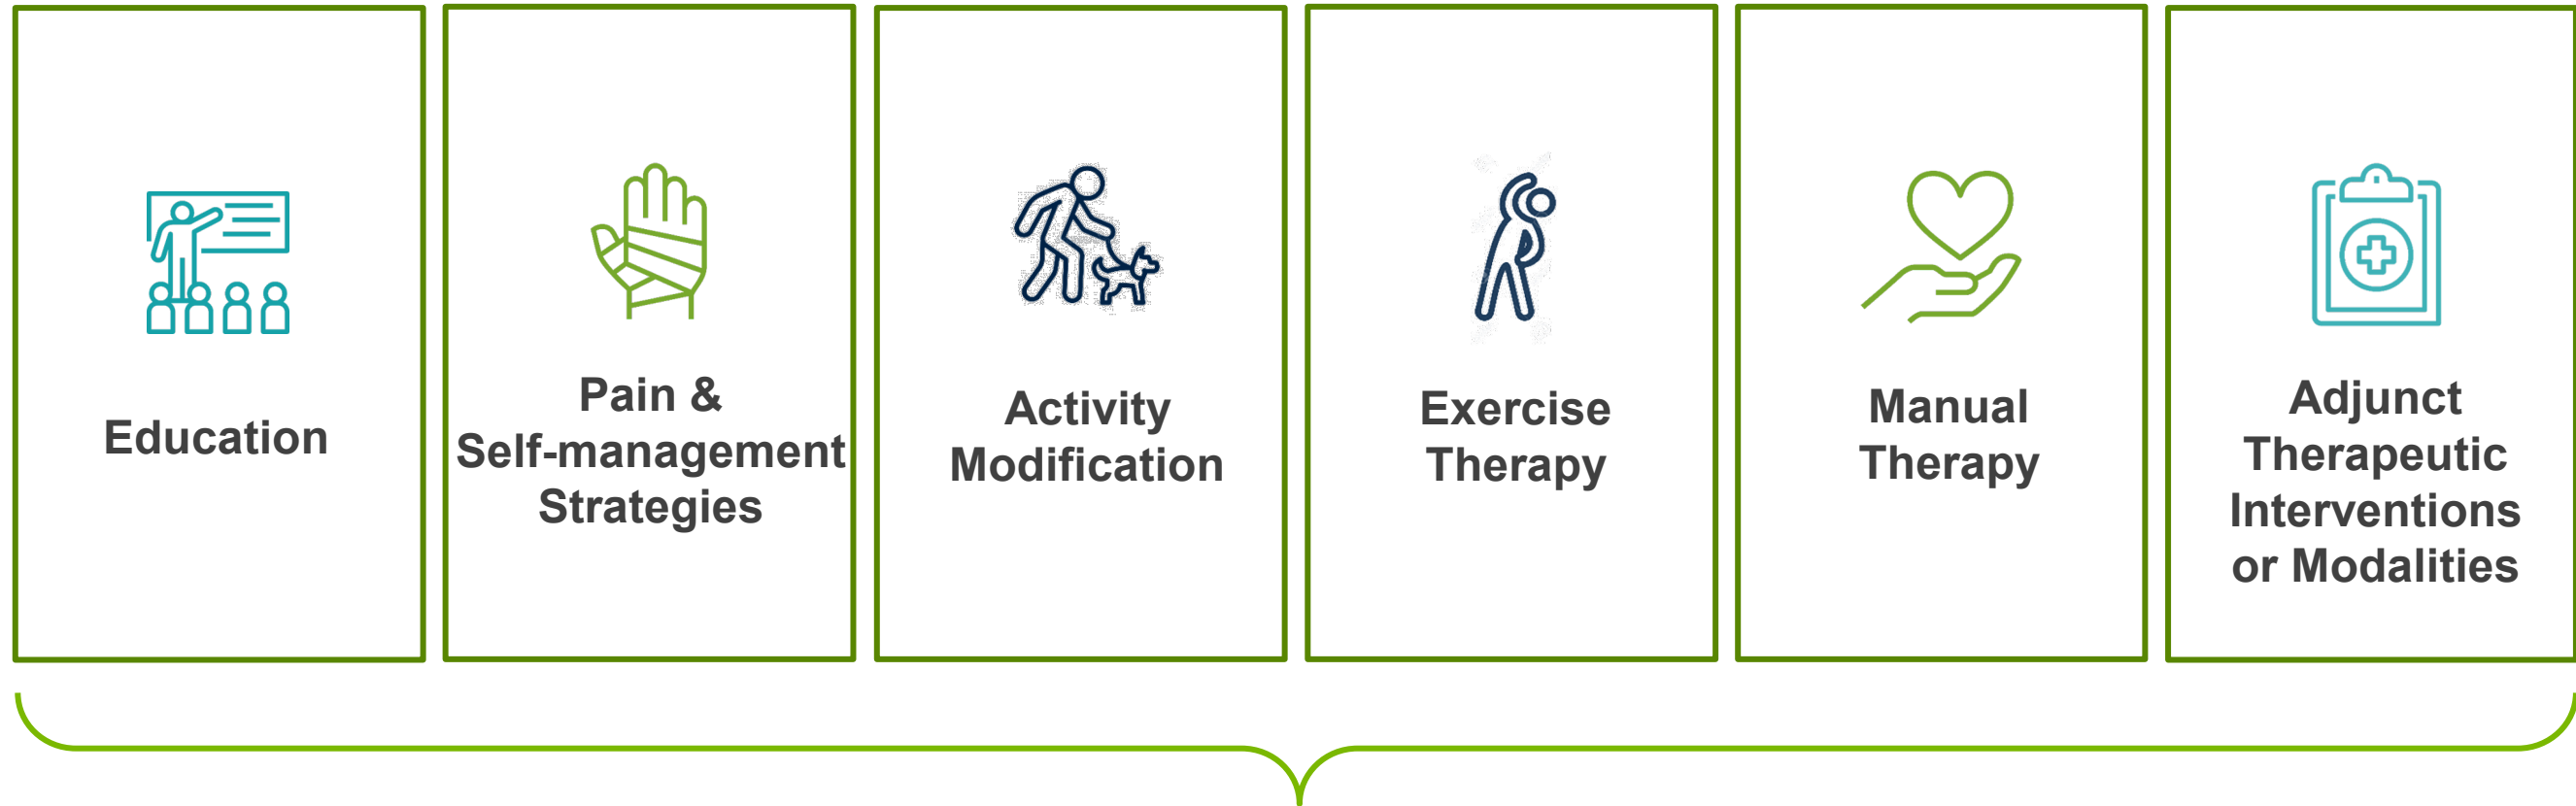 Education
Pain &
Self-management
Strategies
Activity
Modification
Exercise
Therapy
Manual
Therapy
Adjunct
Therapeutic
Interventions
or Modalities